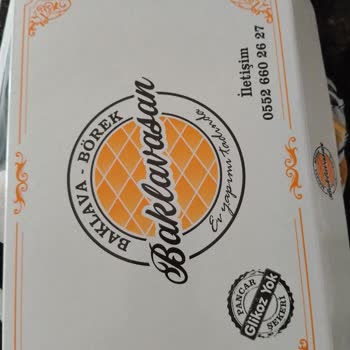 BAKLAVA - BÖREK
Baklavasan
Ev yapımı tadında
İletişim
0552 660 26 27
PANCAR
Glikoz Yok
ŞEKERİ